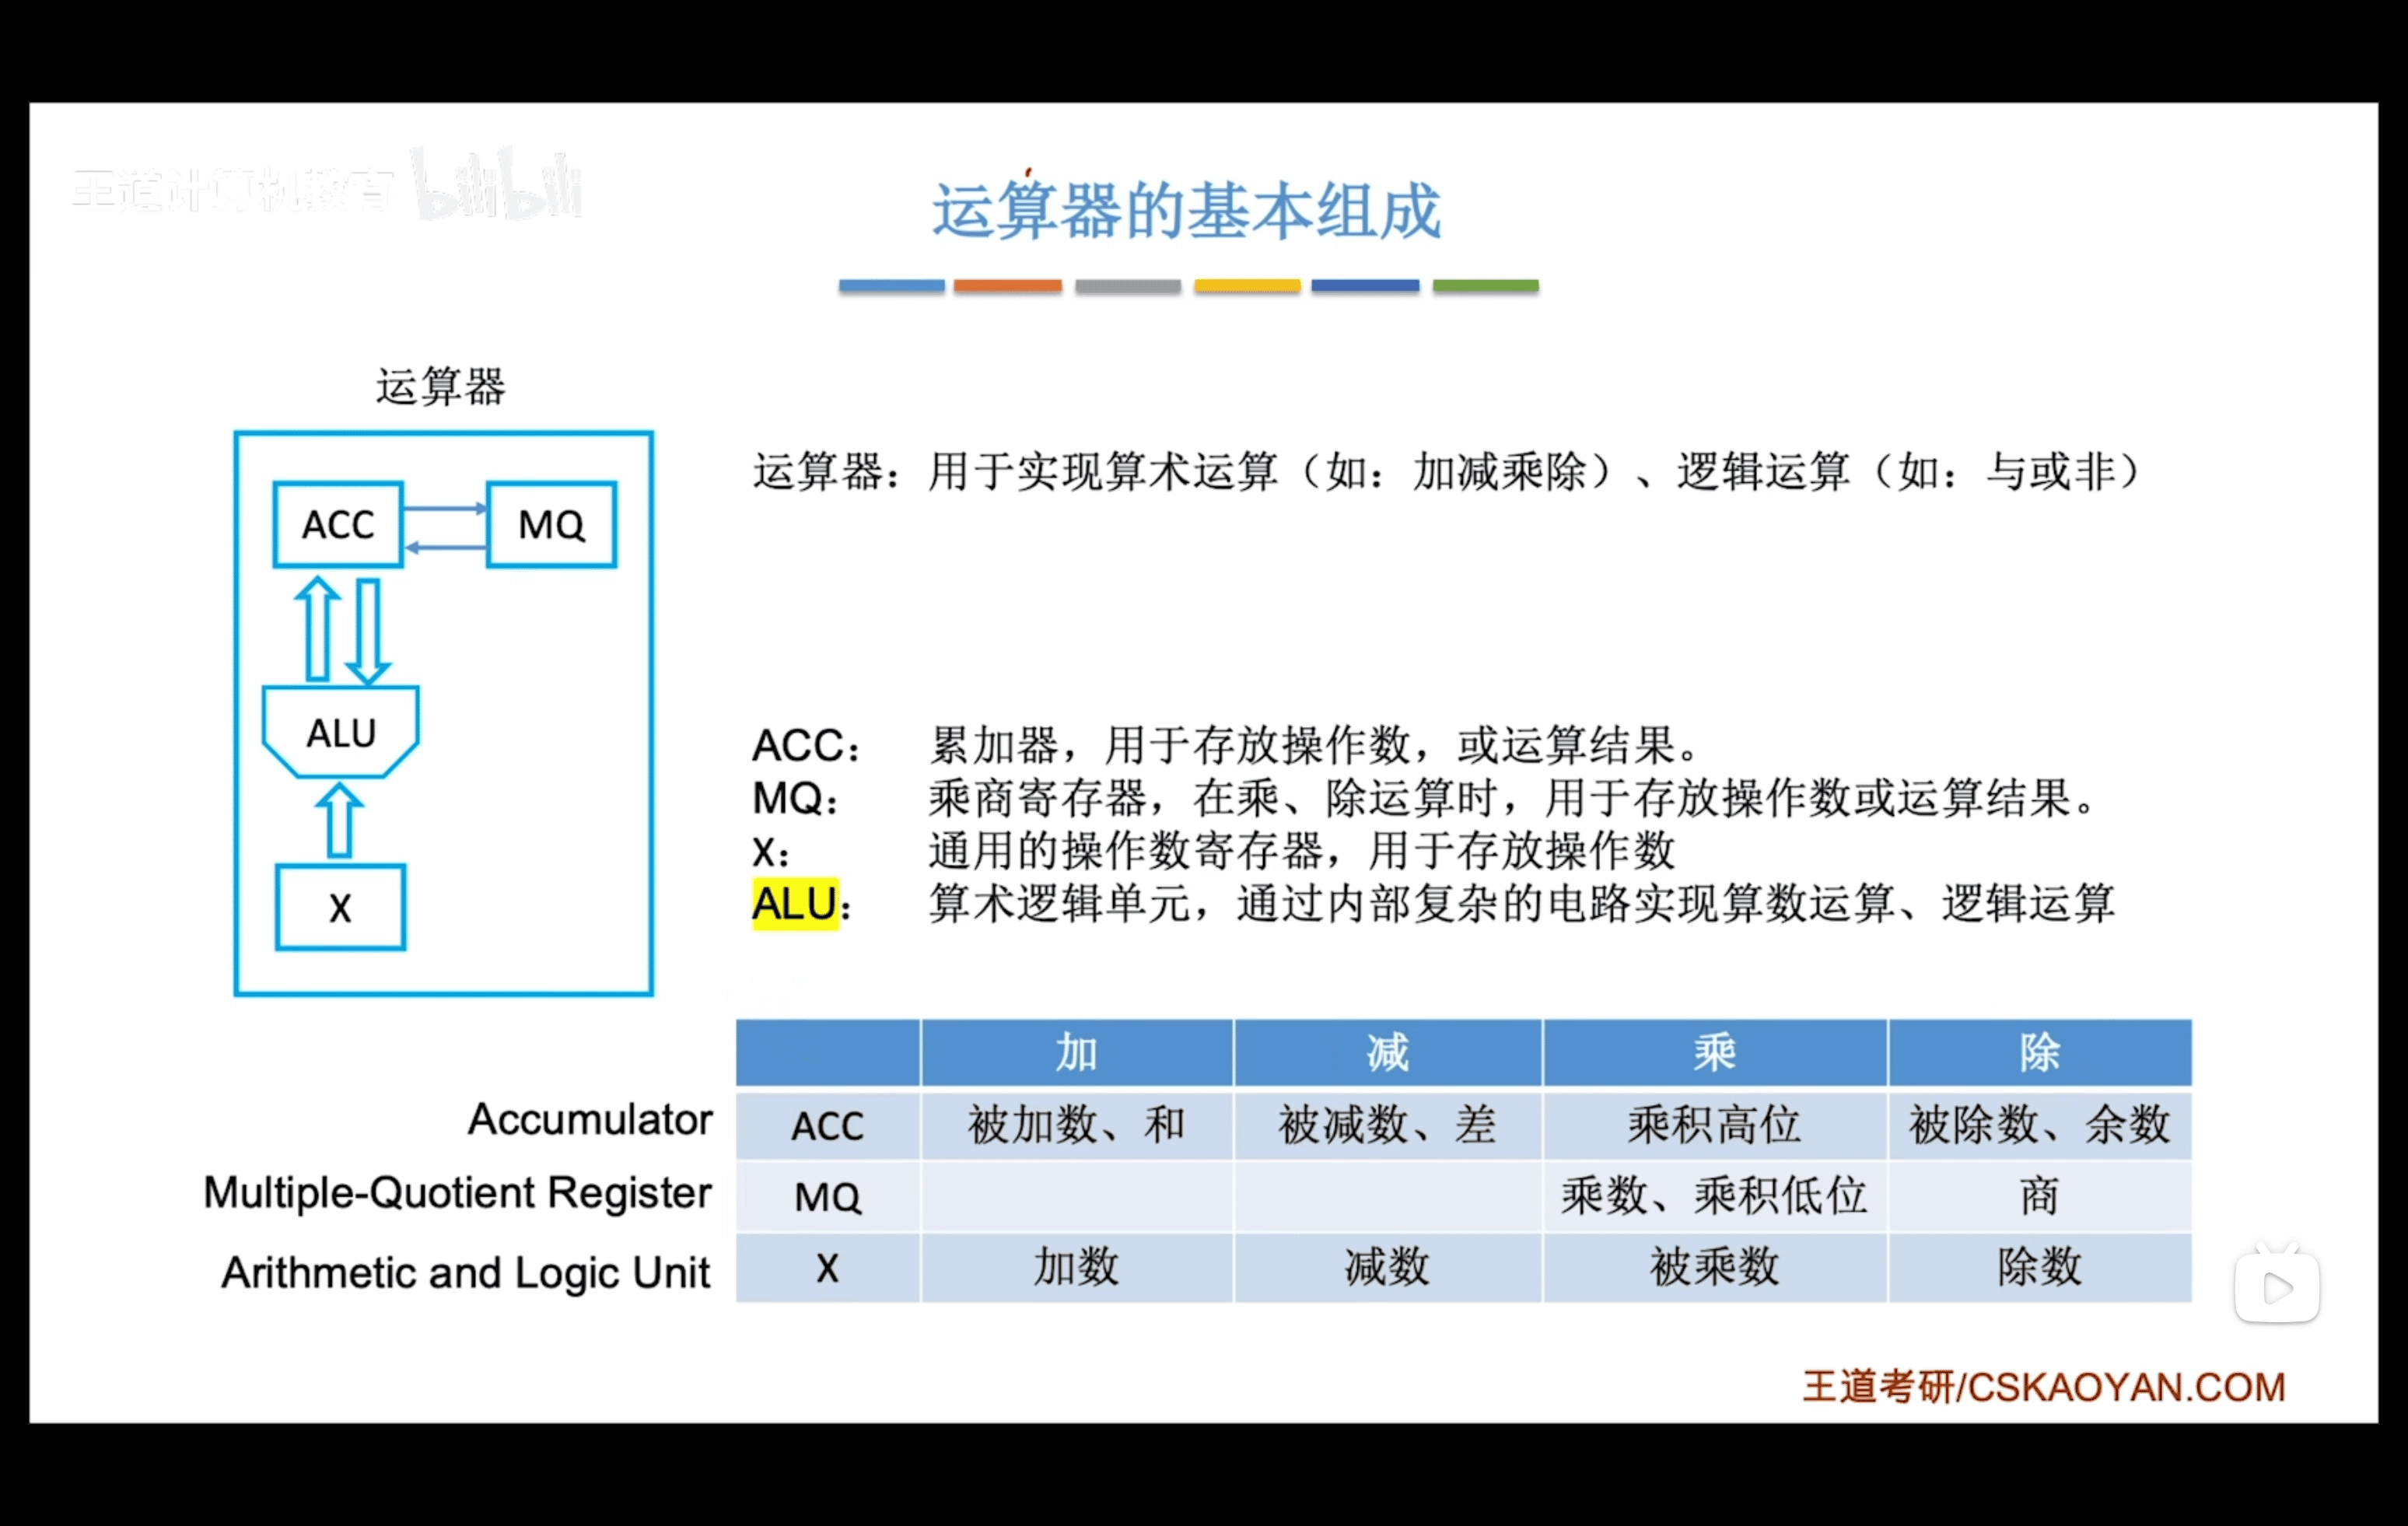 王道计算机教育 bilibili
运算器的基本组成
运算器
ACC
MQ
ALU
X
运算器：用于实现算术运算（如：加减乘除）、逻辑运算（如：与或非）
ACC： 累加器，用于存放操作数，或运算结果。
MQ： 乘商寄存器，在乘、除运算时，用于存放操作数或运算结果。
X： 通用的操作数寄存器，用于存放操作数
ALU： 算术逻辑单元，通过内部复杂的电路实现算数运算、逻辑运算
加 减 乘 除
Accumulator ACC 被加数、和 被减数、差 乘积高位 被除数、余数
Multiple-Quotient Register MQ 乘数、乘积低位 商
Arithmetic and Logic Unit X 加数 减数 被乘数 除数
王道考研/CSKAOYAN.COM